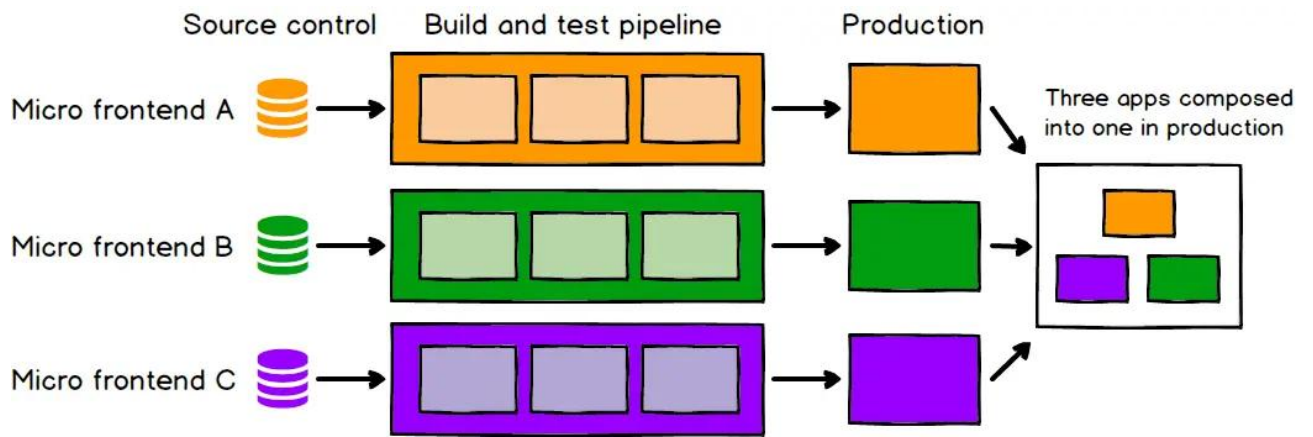 Source control
Build and test pipeline
Production
Micro frontend A
Three apps composed
into one in production
Micro frontend B
Micro frontend C